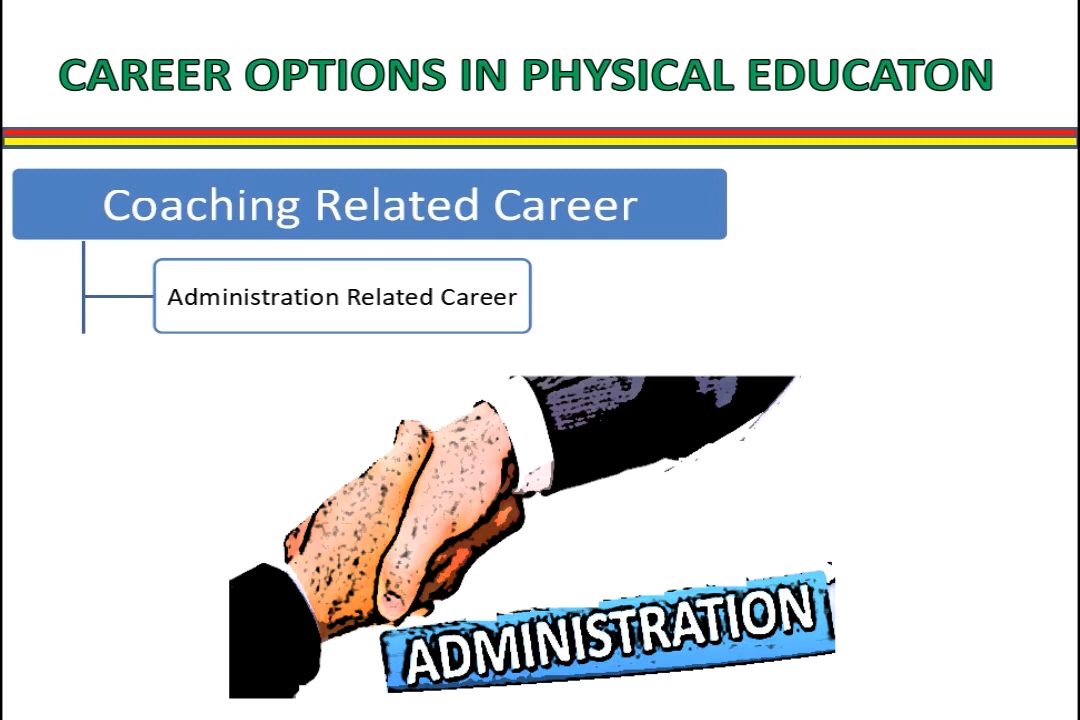 CAREER OPTIONS IN PHYSICAL EDUCATON
Coaching Related Career
Administration Related Career
ADMINISTRATION